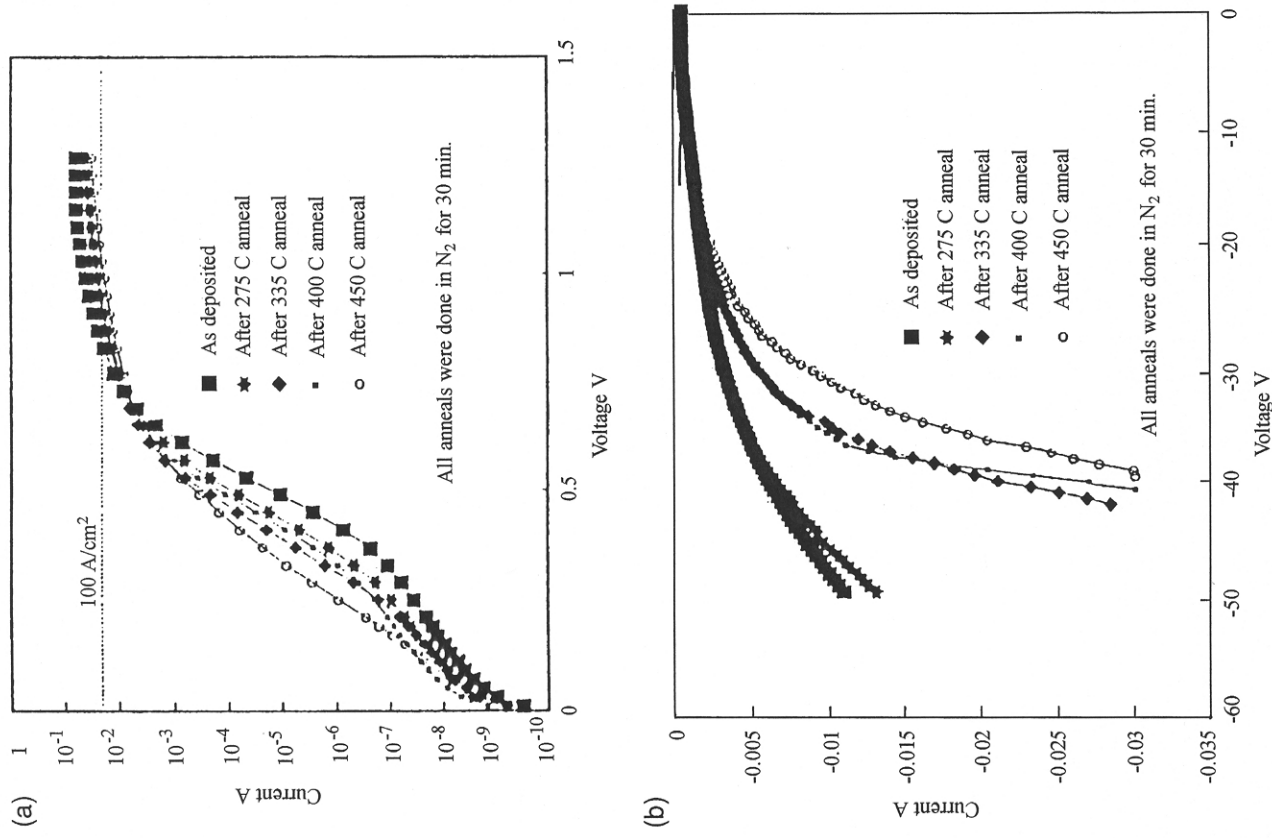 (a)
1
10-1
10-2
10-3
10-4
10-5
10-6
10-7
10-8
10-9
10-10
Current A
100 A/cm2
As deposited
After 275 C anneal
After 335 C anneal
After 400 C anneal
After 450 C anneal
All anneals were done in N2 for 30 min.
0
0.5
1
1.5
Voltage V
(b)
0
-0.005
-0.01
-0.015
-0.02
-0.025
-0.03
-0.035
Current A
As deposited
After 275 C anneal
After 335 C anneal
After 400 C anneal
After 450 C anneal
All anneals were done in N2 for 30 min.
-60
-50
-40
-30
-20
-10
0
Voltage V